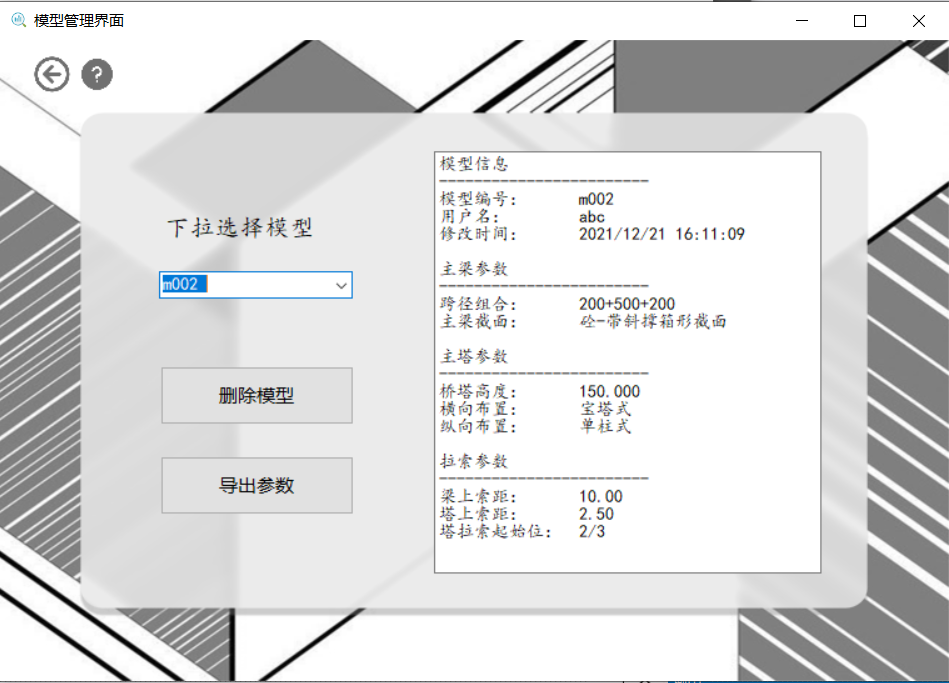 模型管理界面
?
下拉选择模型
m002
删除模型
导出参数
模型信息
------------------------
模型编号: m002
用户名: abc
修改时间: 2021/12/21 16:11:09
主梁参数
------------------------
跨径组合: 200+500+200
主梁截面: 砼-带斜撑箱形截面
主塔参数
------------------------
桥塔高度: 150.000
横向布置: 宝塔式
纵向布置: 单柱式
拉索参数
------------------------
梁上索距: 10.00
塔上索距: 2.50
塔拉索起始位: 2/3